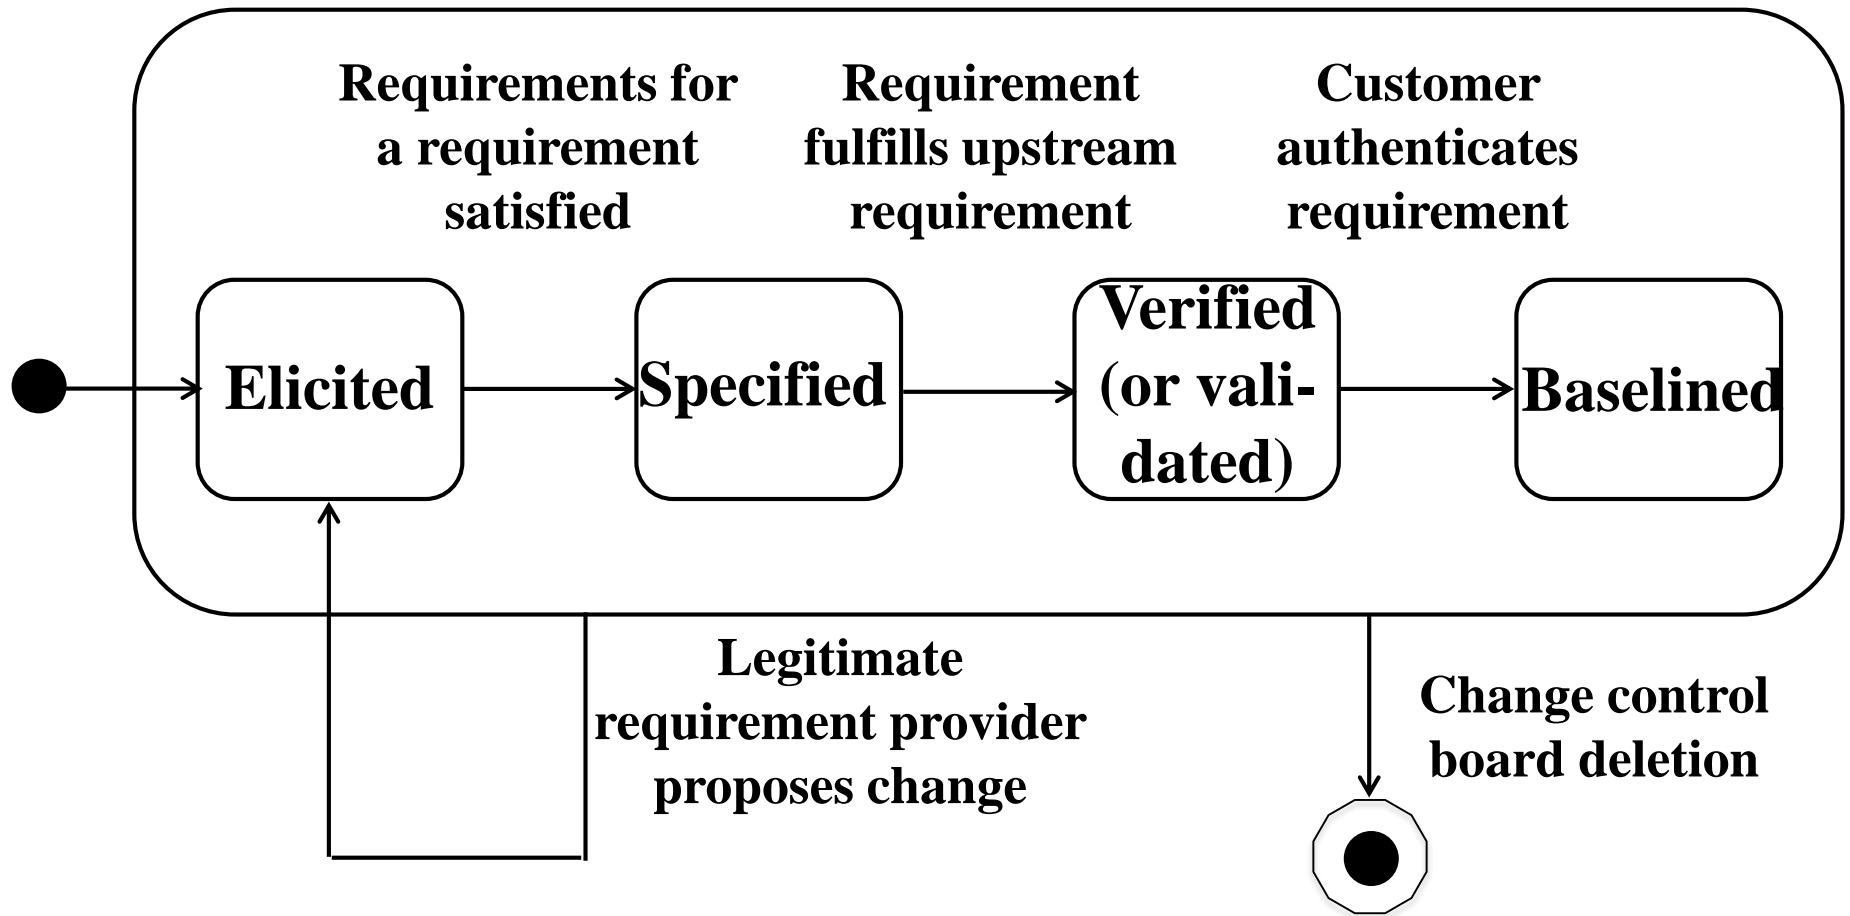 Requirements for
a requirement
satisfied
Requirement
fulfills upstream
requirement
Customer
authenticates
requirement
Elicited
Specified
Verified
(or vali-
dated)
Baselined
Legitimate
requirement provider
proposes change
Change control
board deletion